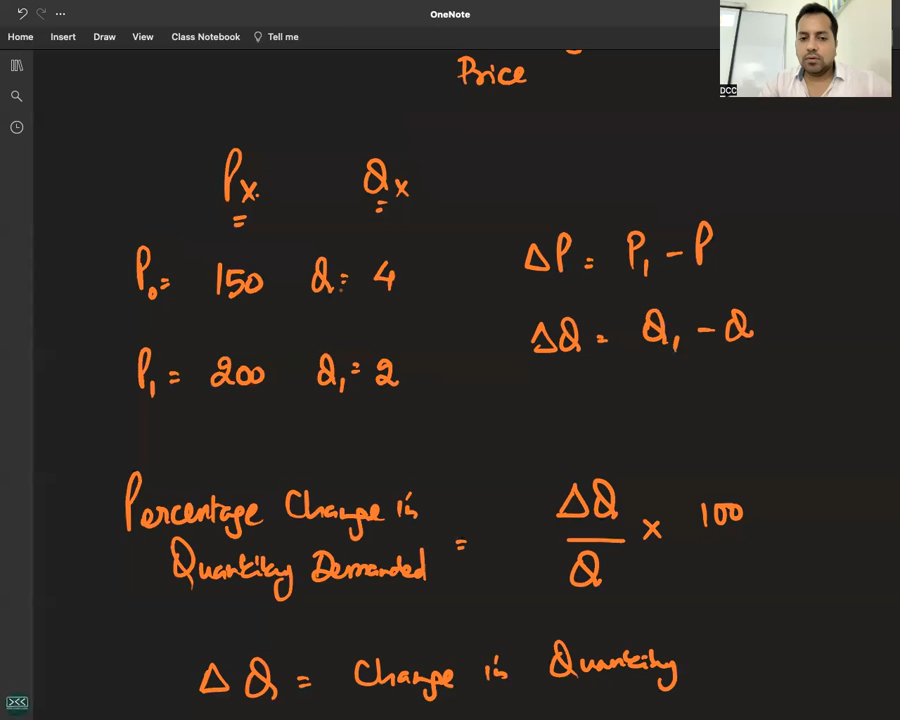 OneNote
Home Insert Draw View Class Notebook Tell me
DCC
Price
Px Qx
P₀ = 150 Q = 4
ΔP = P₁ - P
ΔQ = Q₁ - Q
P₁ = 200 Q₁ = 2
Percentage Change in
Quantity Demanded = ΔQ/Q x 100
ΔQ = Change in Quantity